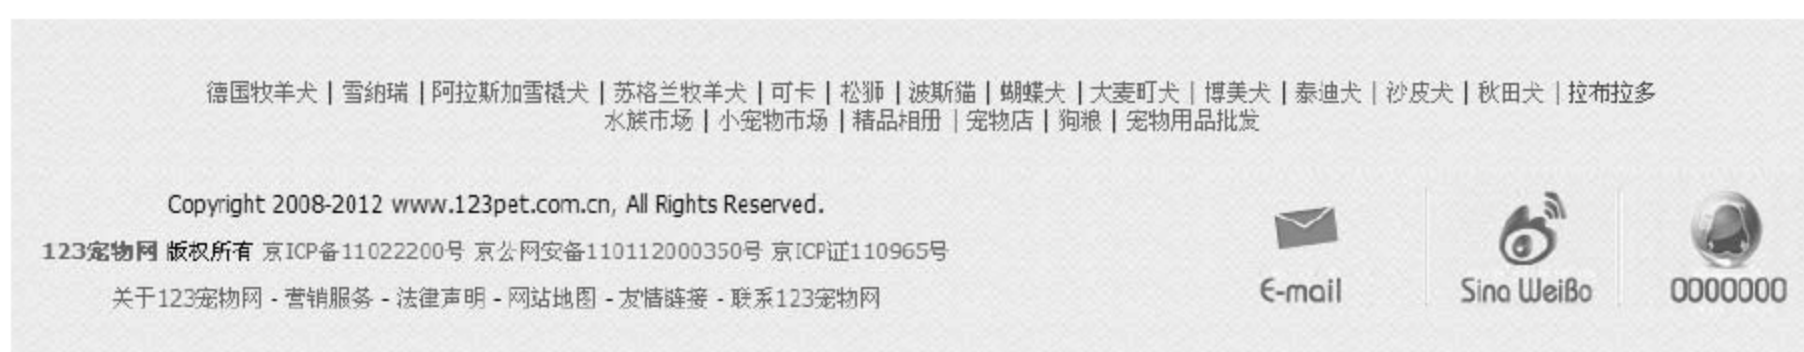 德国牧羊犬 | 雪纳瑞 | 阿拉斯加雪橇犬 | 苏格兰牧羊犬 | 可卡 | 松狮 | 波斯猫 | 蝴蝶犬 | 大麦町犬 | 博美犬 | 泰迪犬 | 沙皮犬 | 秋田犬 | 拉布拉多
水族市场 | 小宠物市场 | 精品相册 | 宠物店 | 狗粮 | 宠物用品批发
Copyright 2008-2012 www.123pet.com.cn, All Rights Reserved.
123宠物网 版权所有 京ICP备11022200号 京公网安备110112000350号 京ICP证110965号
关于123宠物网 - 营销服务 - 法律声明 - 网站地图 - 友情链接 - 联系123宠物网
E-mail
Sina WeiBo
0000000